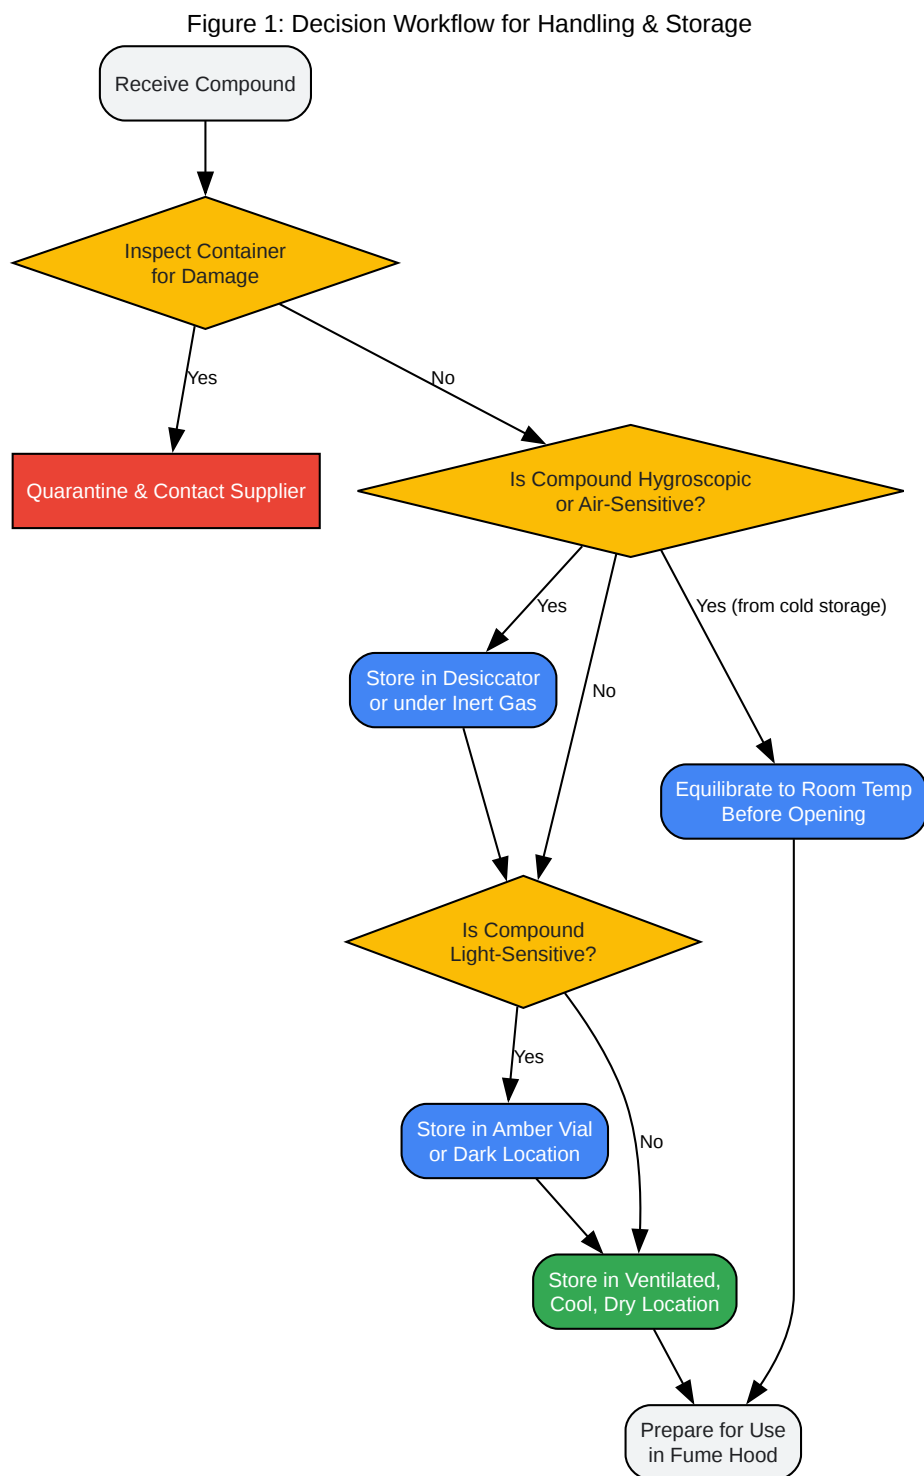 Figure 1: Decision Workflow for Handling & Storage
Receive Compound
Inspect Container
for Damage
Yes
No
Quarantine & Contact Supplier
Is Compound Hygroscopic
or Air-Sensitive?
Yes
Yes (from cold storage)
No
Store in Desiccator
or under Inert Gas
Equilibrate to Room Temp
Before Opening
Is Compound
Light-Sensitive?
Yes
No
Store in Amber Vial
or Dark Location
Store in Ventilated,
Cool, Dry Location
Prepare for Use
in Fume Hood